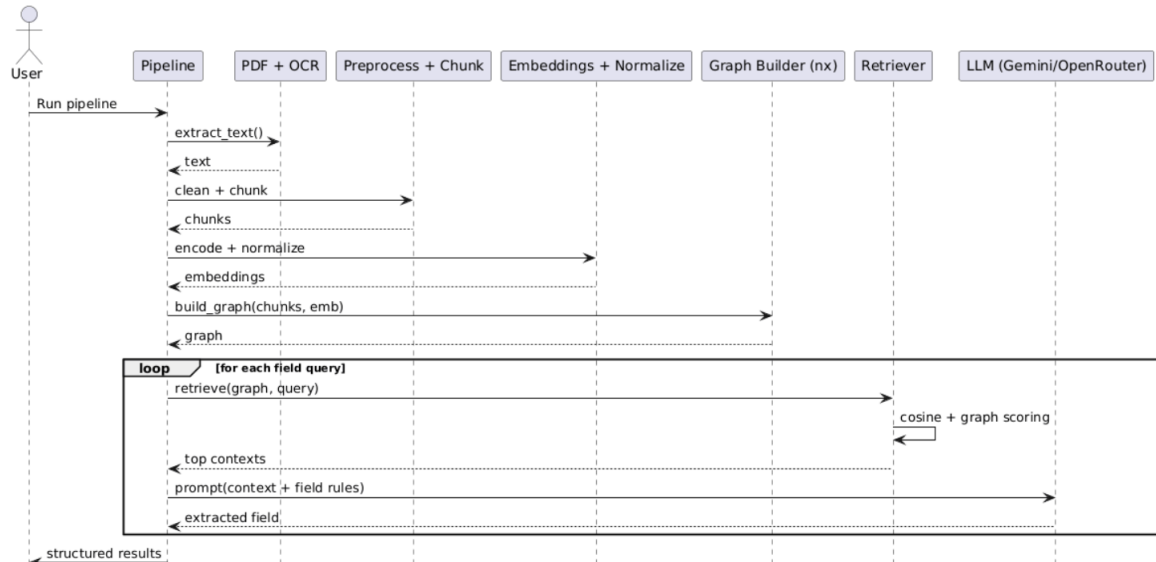 User
Pipeline
PDF + OCR
Preprocess + Chunk
Embeddings + Normalize
Graph Builder (nx)
Retriever
LLM (Gemini/OpenRouter)
Run pipeline
extract_text()
text
clean + chunk
chunks
encode + normalize
embeddings
build_graph(chunks, emb)
graph
loop [for each field query]
retrieve(graph, query)
cosine + graph scoring
top contexts
prompt(context + field rules)
extracted field
structured results